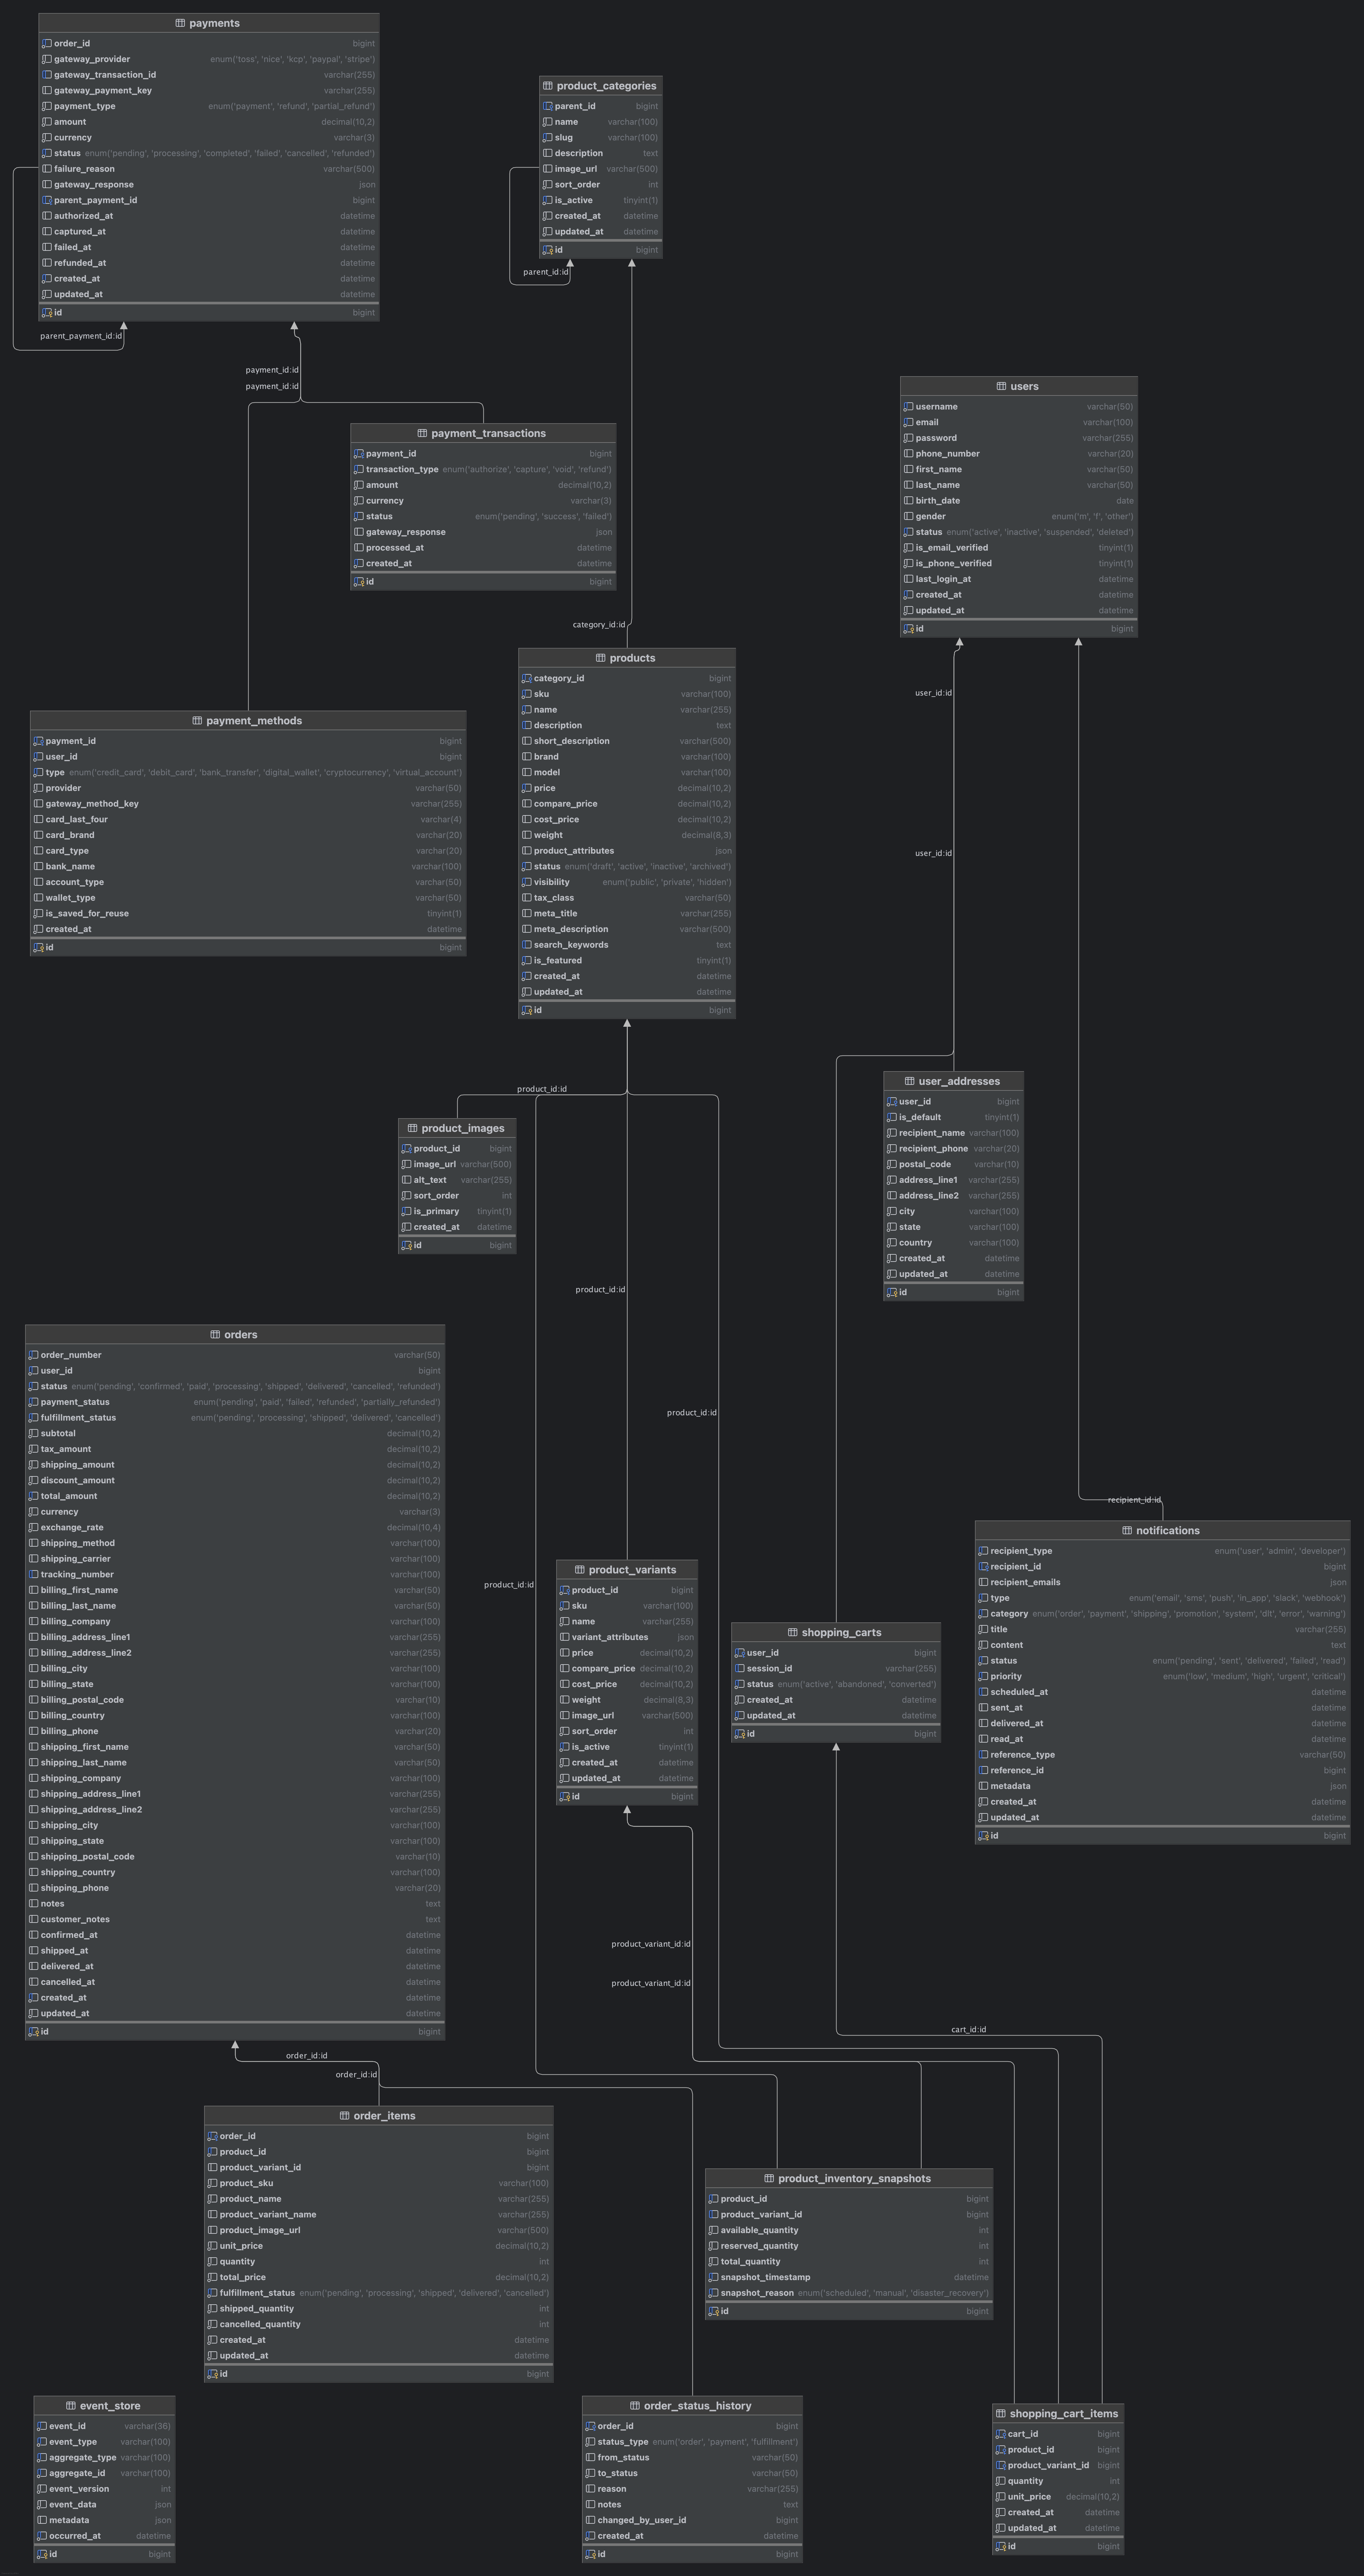 payments
order_id bigint
gateway_provider enum('toss', 'nice', 'kcp', 'paypal', 'stripe')
gateway_transaction_id varchar(255)
gateway_payment_key varchar(255)
payment_type enum('payment', 'refund', 'partial_refund')
amount decimal(10,2)
currency varchar(3)
status enum('pending', 'processing', 'completed', 'failed', 'cancelled', 'refunded')
failure_reason varchar(500)
gateway_response json
parent_payment_id bigint
authorized_at datetime
captured_at datetime
failed_at datetime
refunded_at datetime
created_at datetime
updated_at datetime
id bigint
parent_payment_id:id
product_categories
parent_id bigint
name varchar(100)
slug varchar(100)
description text
image_url varchar(500)
sort_order int
is_active tinyint(1)
created_at datetime
updated_at datetime
id bigint
parent_id:id
payment_id:id
payment_id:id
users
username varchar(50)
email varchar(100)
password varchar(255)
phone_number varchar(20)
first_name varchar(50)
last_name varchar(50)
birth_date date
gender enum('m', 'f', 'other')
status enum('active', 'inactive', 'suspended', 'deleted')
is_email_verified tinyint(1)
is_phone_verified tinyint(1)
last_login_at datetime
created_at datetime
updated_at datetime
id bigint
payment_transactions
payment_id bigint
transaction_type enum('authorize', 'capture', 'void', 'refund')
amount decimal(10,2)
currency varchar(3)
status enum('pending', 'success', 'failed')
gateway_response json
processed_at datetime
created_at datetime
id bigint
category_id:id
user_id:id
user_id:id
products
category_id bigint
sku varchar(100)
name varchar(255)
description text
short_description varchar(500)
brand varchar(100)
model varchar(100)
price decimal(10,2)
compare_price decimal(10,2)
cost_price decimal(10,2)
weight decimal(8,3)
product_attributes json
status enum('draft', 'active', 'inactive', 'archived')
visibility enum('public', 'private', 'hidden')
tax_class varchar(50)
meta_title varchar(255)
meta_description varchar(500)
search_keywords text
is_featured tinyint(1)
created_at datetime
updated_at datetime
id bigint
payment_methods
payment_id bigint
user_id bigint
type enum('credit_card', 'debit_card', 'bank_transfer', 'digital_wallet', 'cryptocurrency', 'virtual_account')
provider varchar(50)
gateway_method_key varchar(255)
card_last_four varchar(4)
card_brand varchar(20)
card_type varchar(20)
bank_name varchar(100)
account_type varchar(50)
wallet_type varchar(50)
is_saved_for_reuse tinyint(1)
created_at datetime
id bigint
product_id:id
user_addresses
user_id bigint
is_default tinyint(1)
recipient_name varchar(100)
recipient_phone varchar(20)
postal_code varchar(10)
address_line1 varchar(255)
address_line2 varchar(255)
city varchar(100)
state varchar(100)
country varchar(100)
created_at datetime
updated_at datetime
id bigint
product_images
product_id bigint
image_url varchar(500)
alt_text varchar(255)
sort_order int
is_primary tinyint(1)
created_at datetime
id bigint
product_id:id
product_id:id
product_id:id
recipient_id:id
orders
order_number varchar(50)
user_id bigint
status enum('pending', 'confirmed', 'paid', 'processing', 'shipped', 'delivered', 'cancelled', 'refunded')
payment_status enum('pending', 'paid', 'failed', 'refunded', 'partially_refunded')
fulfillment_status enum('pending', 'processing', 'shipped', 'delivered', 'cancelled')
subtotal decimal(10,2)
tax_amount decimal(10,2)
shipping_amount decimal(10,2)
discount_amount decimal(10,2)
total_amount decimal(10,2)
currency varchar(3)
exchange_rate decimal(10,4)
shipping_method varchar(100)
shipping_carrier varchar(100)
tracking_number varchar(100)
billing_first_name varchar(50)
billing_last_name varchar(50)
billing_company varchar(100)
billing_address_line1 varchar(255)
billing_address_line2 varchar(255)
billing_city varchar(100)
billing_state varchar(100)
billing_postal_code varchar(10)
billing_country varchar(100)
billing_phone varchar(20)
shipping_first_name varchar(50)
shipping_last_name varchar(50)
shipping_company varchar(100)
shipping_address_line1 varchar(255)
shipping_address_line2 varchar(255)
shipping_city varchar(100)
shipping_state varchar(100)
shipping_postal_code varchar(10)
shipping_country varchar(100)
shipping_phone varchar(20)
notes text
customer_notes text
confirmed_at datetime
shipped_at datetime
delivered_at datetime
cancelled_at datetime
created_at datetime
updated_at datetime
id bigint
notifications
recipient_type enum('user', 'admin', 'developer')
recipient_id bigint
recipient_emails json
type enum('email', 'sms', 'push', 'in_app', 'slack', 'webhook')
category enum('order', 'payment', 'shipping', 'promotion', 'system', 'dlt', 'error', 'warning')
title varchar(255)
content text
status enum('pending', 'sent', 'delivered', 'failed', 'read')
priority enum('low', 'medium', 'high', 'urgent', 'critical')
scheduled_at datetime
sent_at datetime
delivered_at datetime
read_at datetime
reference_type varchar(50)
reference_id bigint
metadata json
created_at datetime
updated_at datetime
id bigint
product_variants
product_id bigint
sku varchar(100)
name varchar(255)
variant_attributes json
price decimal(10,2)
compare_price decimal(10,2)
cost_price decimal(10,2)
weight decimal(8,3)
image_url varchar(500)
sort_order int
is_active tinyint(1)
created_at datetime
updated_at datetime
id bigint
shopping_carts
user_id bigint
session_id varchar(255)
status enum('active', 'abandoned', 'converted')
created_at datetime
updated_at datetime
id bigint
product_variant_id:id
product_variant_id:id
cart_id:id
order_id:id
order_id:id
order_items
order_id bigint
product_id bigint
product_variant_id bigint
product_sku varchar(100)
product_name varchar(255)
product_variant_name varchar(255)
product_image_url varchar(500)
unit_price decimal(10,2)
quantity int
total_price decimal(10,2)
fulfillment_status enum('pending', 'processing', 'shipped', 'delivered', 'cancelled')
shipped_quantity int
cancelled_quantity int
created_at datetime
updated_at datetime
id bigint
product_inventory_snapshots
product_id bigint
product_variant_id bigint
available_quantity int
reserved_quantity int
total_quantity int
snapshot_timestamp datetime
snapshot_reason enum('scheduled', 'manual', 'disaster_recovery')
id bigint
event_store
event_id varchar(36)
event_type varchar(100)
aggregate_type varchar(100)
aggregate_id varchar(100)
event_version int
event_data json
metadata json
occurred_at datetime
id bigint
order_status_history
order_id bigint
status_type enum('order', 'payment', 'fulfillment')
from_status varchar(50)
to_status varchar(50)
reason varchar(255)
notes text
changed_by_user_id bigint
created_at datetime
id bigint
shopping_cart_items
cart_id bigint
product_id bigint
product_variant_id bigint
quantity int
unit_price decimal(10,2)
created_at datetime
updated_at datetime
id bigint